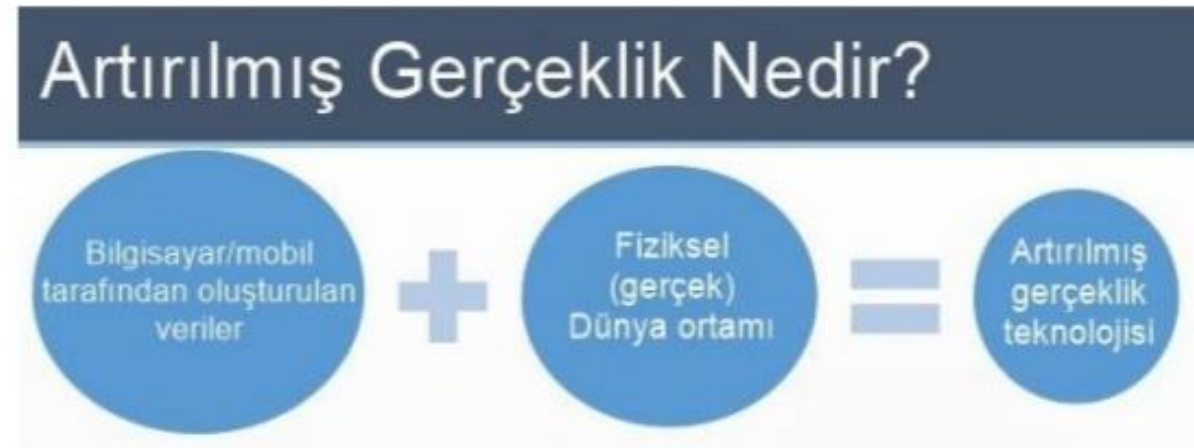 Artırılmış Gerçeklik Nedir?
Bilgisayar/mobil
tarafından oluşturulan
veriler
+
Fiziksel
(gerçek)
Dünya ortamı
=
Artırılmış
gerçeklik
teknolojisi